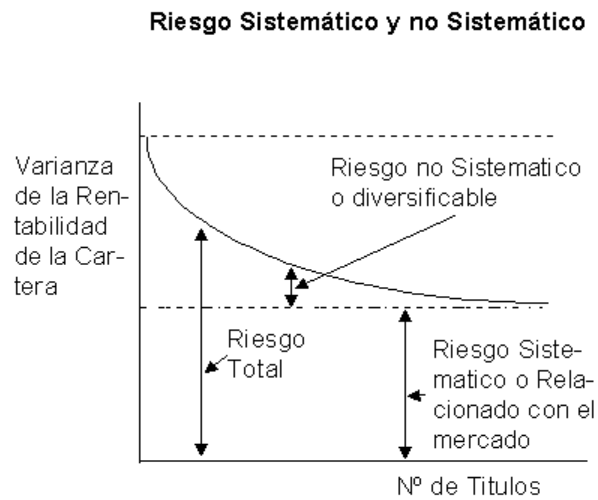 Riesgo Sistemático y no Sistemático
Varianza
de la Ren-
tabilidad
de la Car-
tera
Riesgo no Sistematico
o diversificable
Riesgo
Total
Riesgo Siste-
matico o Rela-
cionado con el
mercado
Nº de Titulos